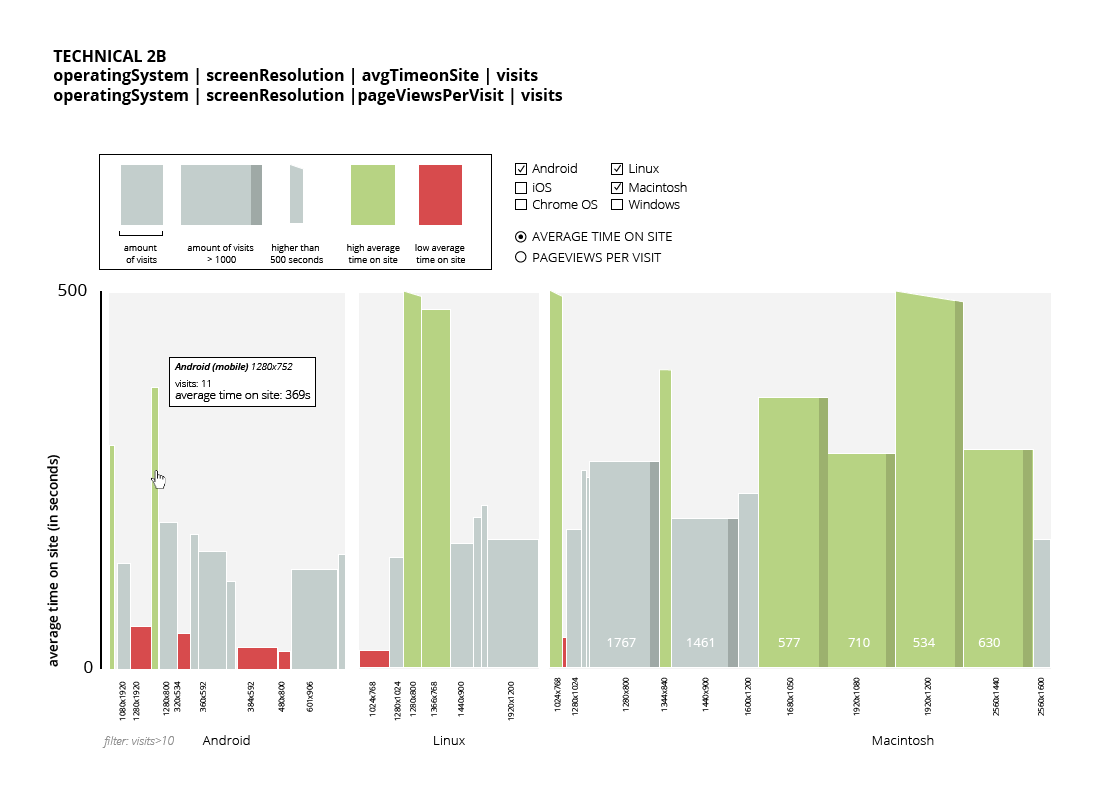 TECHNICAL 2B
operatingSystem | screenResolution | avgTimeonSite | visits
operatingSystem | screenResolution |pageViewsPerVisit | visits
amount
of visits
amount of visits
> 1000
higher than
500 seconds
high average
time on site
low average
time on site
Android
Linux
iOS
Macintosh
Chrome OS
Windows
AVERAGE TIME ON SITE
PAGEVIEWS PER VISIT
500
Android (mobile) 1280x752
visits: 11
average time on site: 369s
average time on site (in seconds)
1767
1461
577
710
534
630
0
1080x1920
1280x1920
1280x800
320x534
360x592
384x592
480x800
601x906
1024x768
1280x1024
1280x800
1366x768
1440x900
1920x1200
1024x768
1280x1024
1280x800
1344x840
1440x900
1600x1200
1680x1050
1920x1080
1920x1200
2560x1440
2560x1600
filter: visits>10
Android
Linux
Macintosh